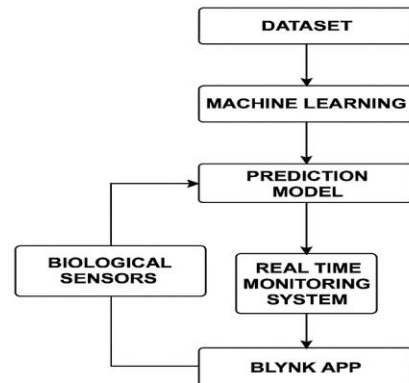 DATASET
MACHINE LEARNING
PREDICTION
MODEL
BIOLOGICAL
SENSORS
REAL TIME
MONITORING
SYSTEM
BLYNK APP